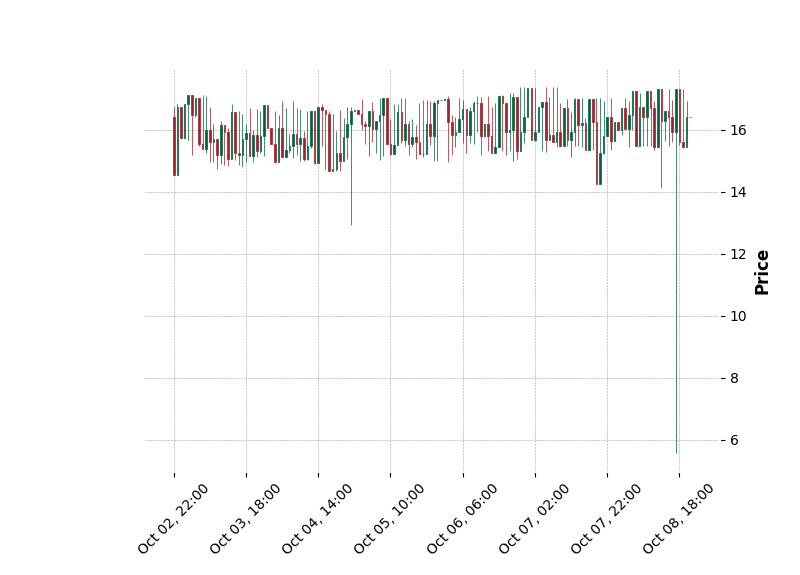 16
14
12
10
8
6
Price
Oct 02, 22:00
Oct 03, 18:00
Oct 04, 14:00
Oct 05, 10:00
Oct 06, 06:00
Oct 07, 02:00
Oct 07, 22:00
Oct 08, 18:00